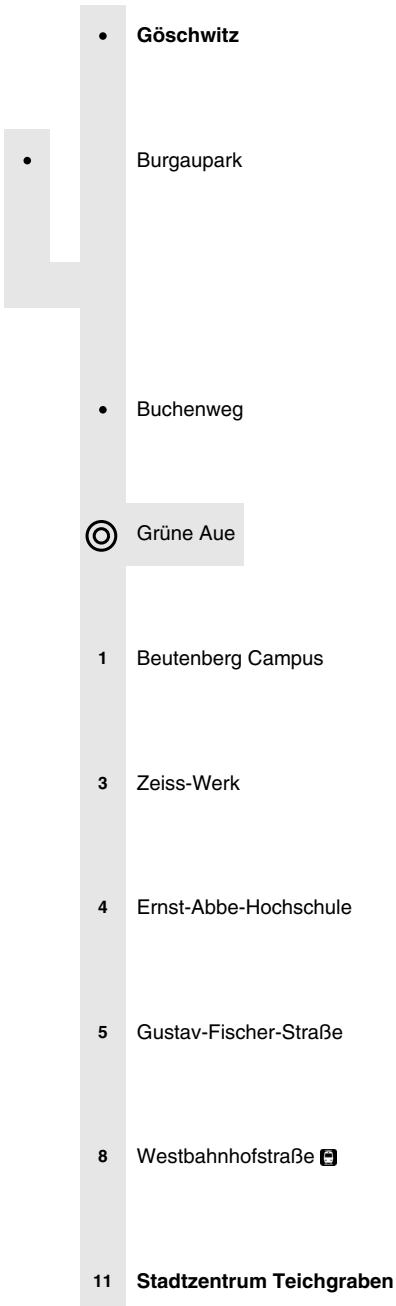 Göschwitz
Burgaupark
Buchenweg
Grüne Aue
1 Beutenberg Campus
3 Zeiss-Werk
4 Ernst-Abbe-Hochschule
5 Gustav-Fischer-Straße
8 Westbahnhofstraße
11 Stadtzentrum Teichgraben